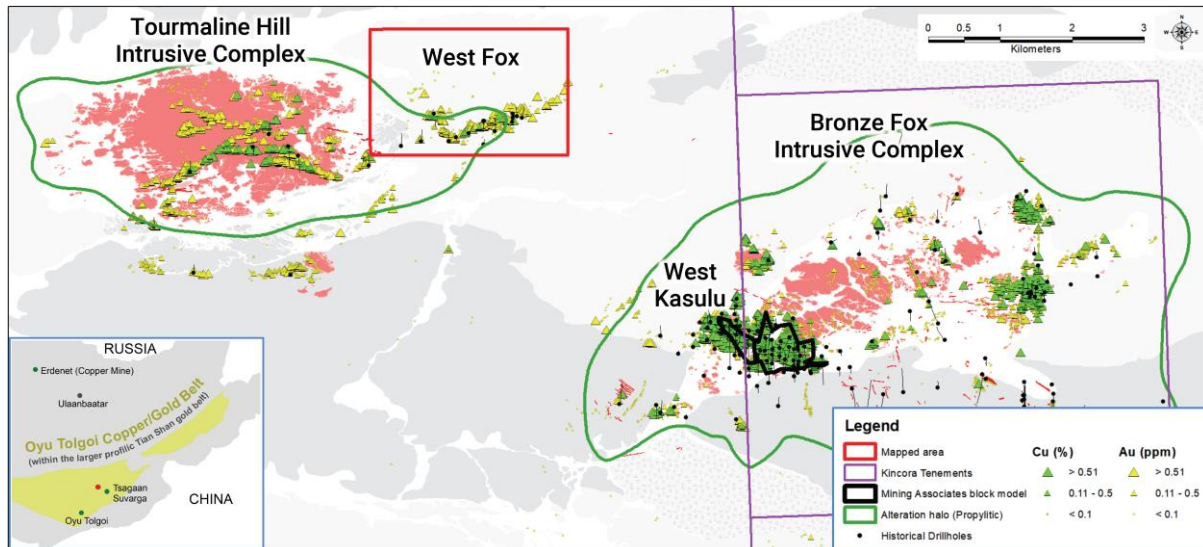 Tourmaline Hill
Intrusive Complex
West Fox
0 0.5 1 2 3
Kilometers
N
W E
S
Bronze Fox
Intrusive Complex
West
Kasulu
RUSSIA
Erdenet (Copper Mine)
Ulaanbaatar
Oyu Tolgoi Copper/Gold Belt
(within the larger profilic Tian Shan gold belt)
Tsagaan
Suvarga
CHINA
Oyu Tolgoi
Legend
Mapped area
Kincora Tenements
Mining Associates block model
Alteration halo (Propylitic)
Historical Drillholes
Cu (%) Au (ppm)
> 0.51 > 0.51
0.11 - 0.5 0.11 - 0.5
< 0.1 < 0.1